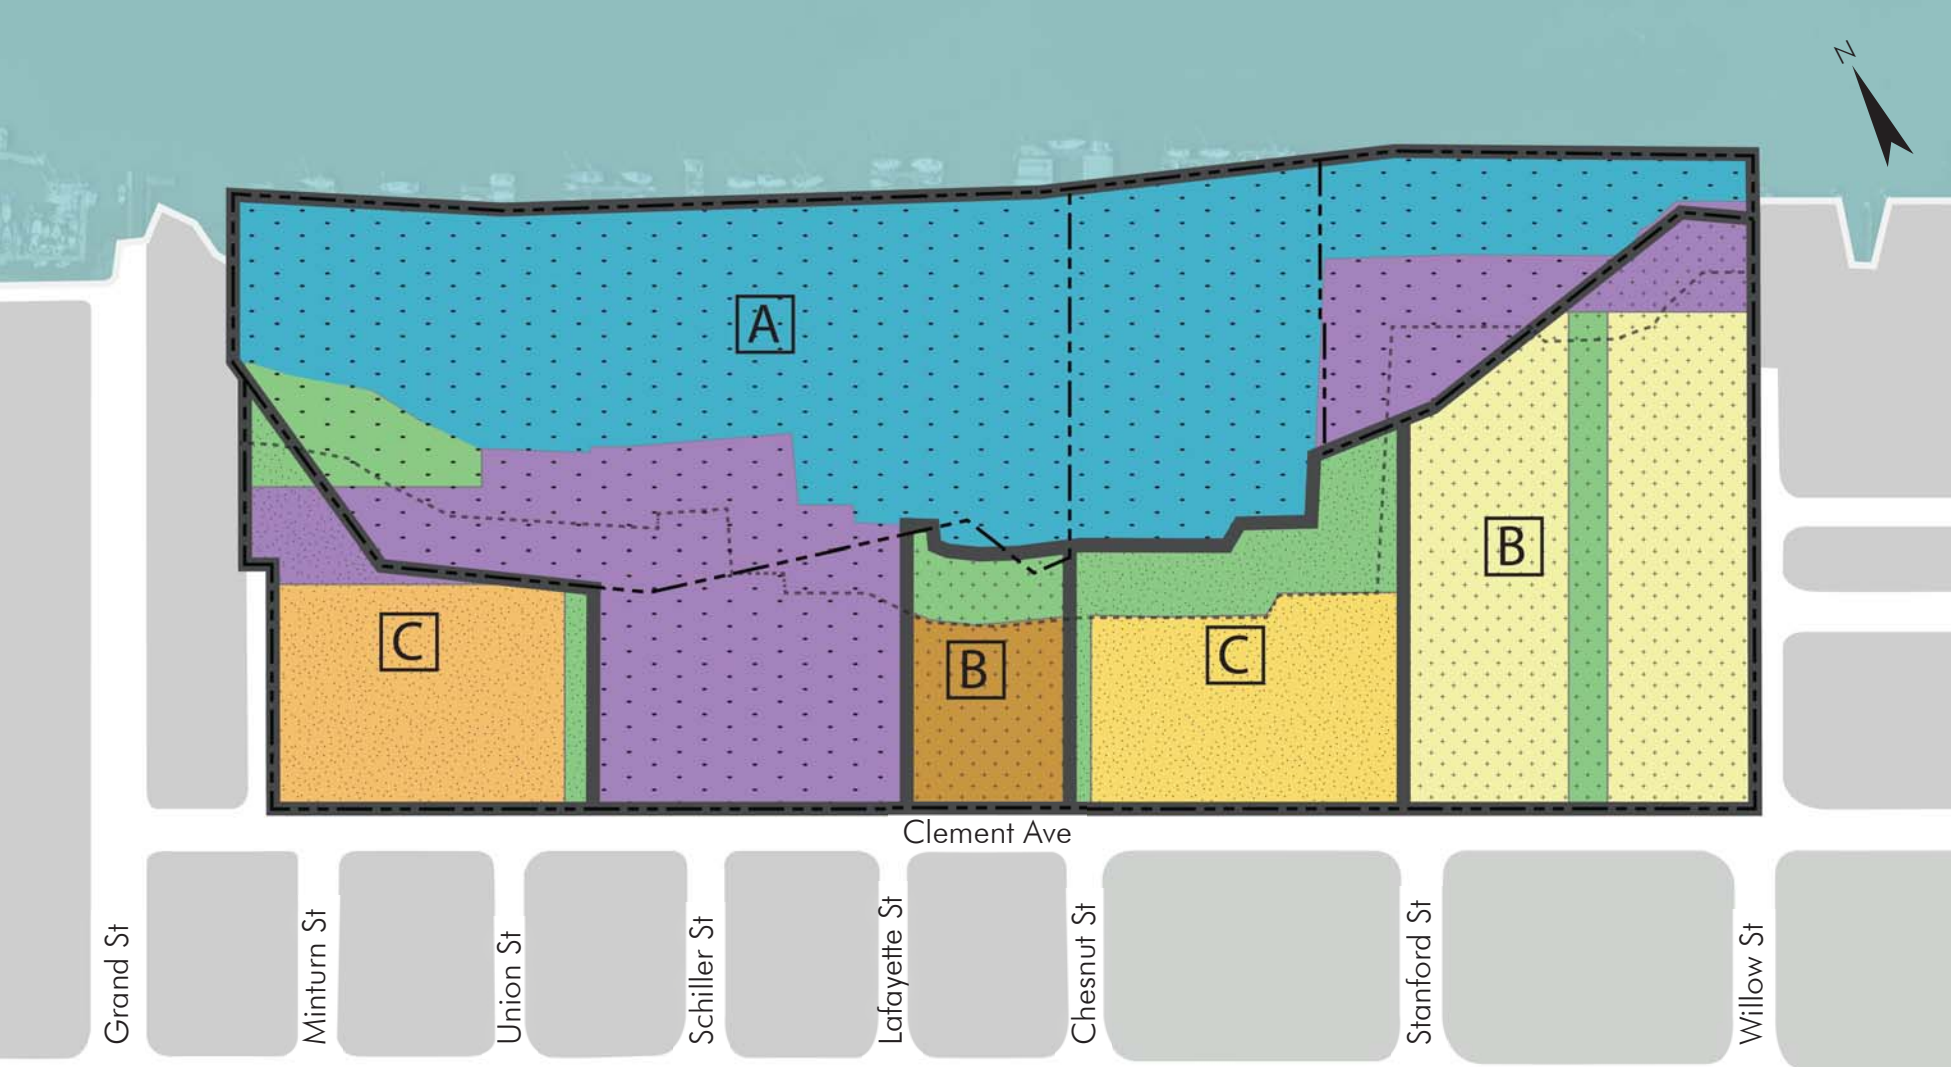 N
A
B
C
B
C
Clement Ave
Grand St
Minturn St
Union St
Schiller St
Lafayette St
Chesnut St
Stanford St
Willow St